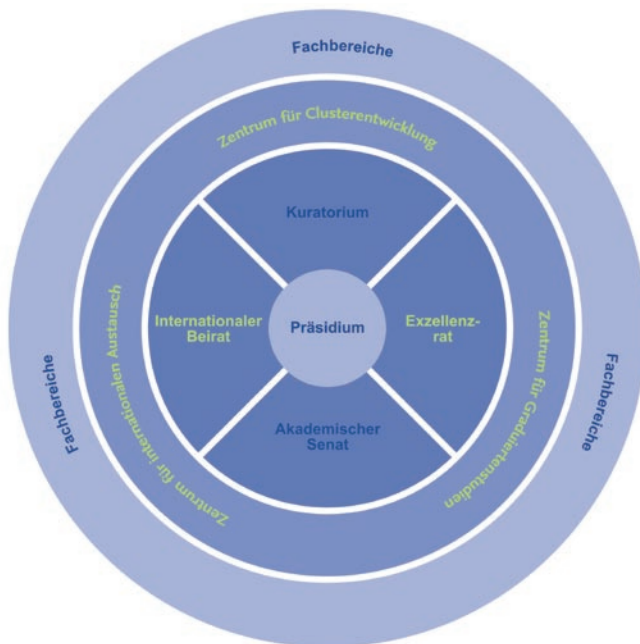 Fachbereiche
Zentrum für Clusterentwicklung
Kuratorium
Internationaler
Beirat
Präsidium
Exzellenz-
rat
Akademischer
Senat
Zentrum für internationalen Austausch
Zentrum für Graduiertenstudien
Fachbereiche
Fachbereiche